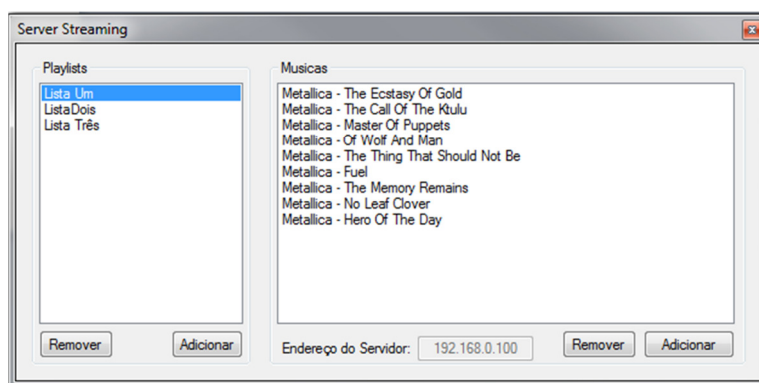 Server Streaming
Playlists
Lista Um
ListaDois
Lista Três
Remover
Adicionar
Musicas
Metallica - The Ecstasy Of Gold
Metallica - The Call Of The Ktulu
Metallica - Master Of Puppets
Metallica - Of Wolf And Man
Metallica - The Thing That Should Not Be
Metallica - Fuel
Metallica - The Memory Remains
Metallica - No Leaf Clover
Metallica - Hero Of The Day
Endereço do Servidor: 192.168.0.100
Remover
Adicionar